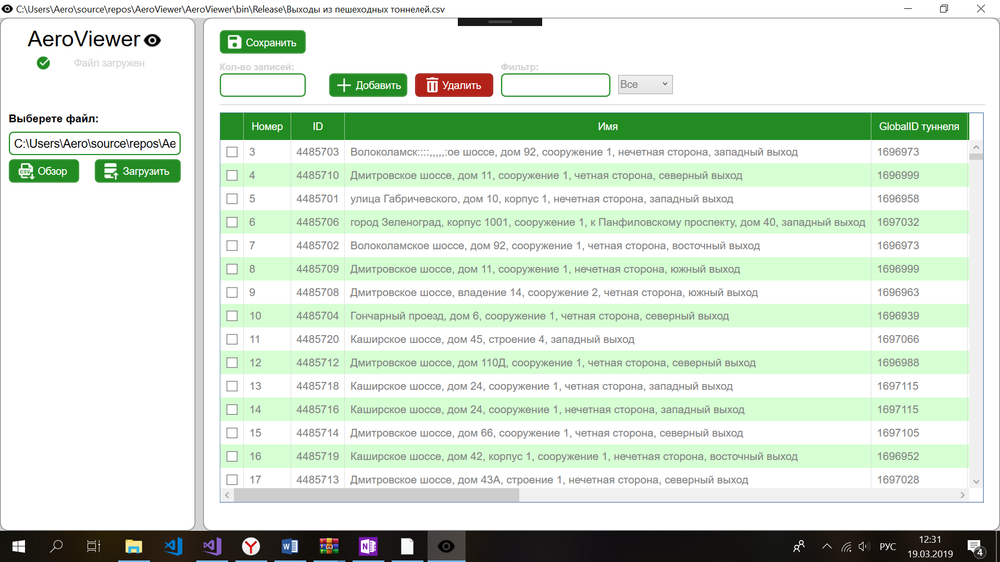 C:\Users\Aero\source\repos\AeroViewer\AeroViewer\bin\Release\Выходы из пешеходных тоннелей.csv
AeroViewer
Файл загружен
Выберете файл:
C:\Users\Aero\source\repos\Ae
CSV Обзор
Загрузить
Сохранить
Кол-во записей:
Фильтр:
Добавить
Удалить
Все
Номер ID Имя GlobalID туннеля
3 4485703 Волоколамск::::,,,,,:ое шоссе, дом 92, сооружение 1, нечетная сторона, западный выход 1696973
4 4485710 Дмитровское шоссе, дом 11, сооружение 1, четная сторона, северный выход 1696999
5 4485701 улица Габричевского, дом 10, корпус 1, нечетная сторона, западный выход 1696958
6 4485706 город Зеленоград, корпус 1001, сооружение 1, к Панфиловскому проспекту, дом 40, западный выход 1697032
7 4485702 Волоколамское шоссе, дом 92, сооружение 1, четная сторона, восточный выход 1696973
8 4485709 Дмитровское шоссе, дом 11, сооружение 1, нечетная сторона, южный выход 1696999
9 4485708 Дмитровское шоссе, владение 14, сооружение 2, четная сторона, южный выход 1696963
10 4485704 Гончарный проезд, дом 6, сооружение 1, четная сторона, северный выход 1696939
11 4485720 Каширское шоссе, дом 45, строение 4, западный выход 1697066
12 4485712 Дмитровское шоссе, дом 110Д, сооружение 1, четная сторона, северный выход 1696988
13 4485718 Каширское шоссе, дом 24, сооружение 1, четная сторона, западный выход 1697115
14 4485716 Каширское шоссе, дом 24, сооружение 1, нечетная сторона, западный выход 1697115
15 4485714 Дмитровское шоссе, дом 66, сооружение 1, четная сторона, северный выход 1697105
16 4485719 Каширское шоссе, дом 42, корпус 1, сооружение 1, нечетная сторона, восточный выход 1696952
17 4485713 Дмитровское шоссе, дом 43А, строение 1, нечетная сторона, северный выход 1697028
РУС
12:31
19.03.2019
4